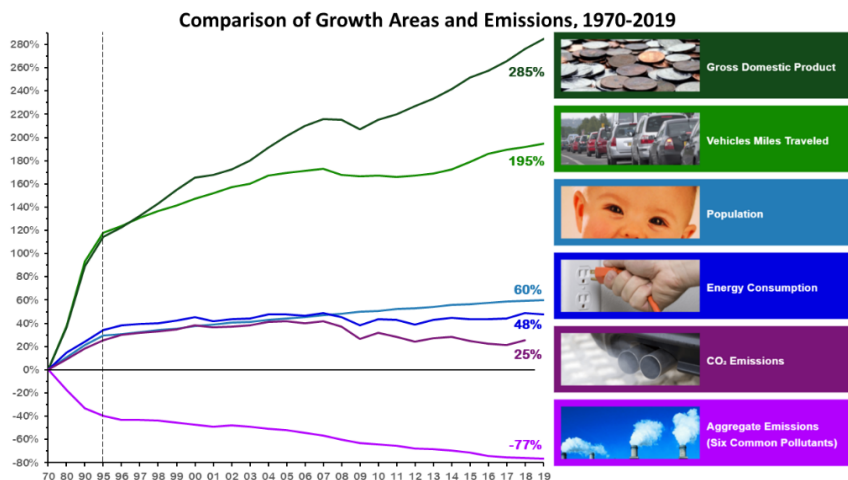 Comparison of Growth Areas and Emissions, 1970-2019
280%
260%
240%
220%
200%
180%
160%
140%
120%
100%
80%
60%
40%
20%
0%
-20%
-40%
-60%
-80%
285%
195%
60%
48%
25%
-77%
70 80 90 95 96 97 98 99 00 01 02 03 04 05 06 07 08 09 10 11 12 13 14 15 16 17 18 19
Gross Domestic Product
Vehicles Miles Traveled
Population
Energy Consumption
CO₂ Emissions
Aggregate Emissions
(Six Common Pollutants)